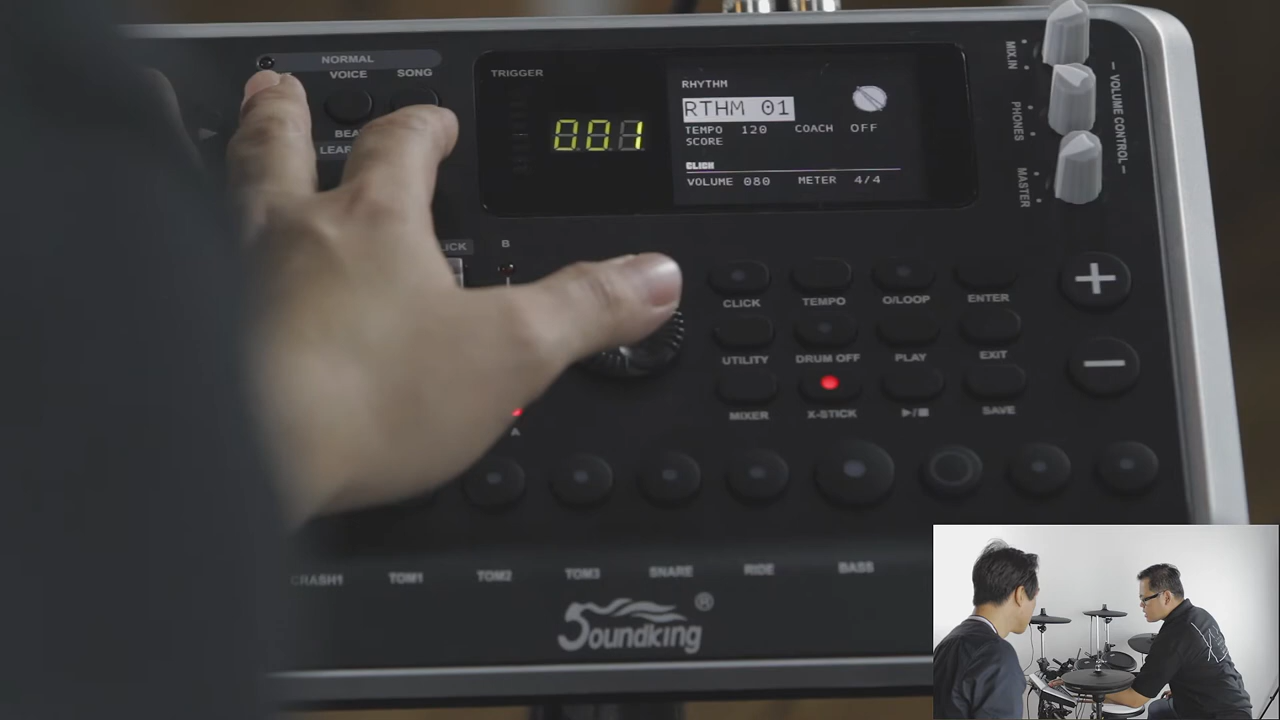 NORMAL
VOICE SONG
TRIGGER
001
RHYTHM
RTHM 01
TEMPO 120 COACH OFF
SCORE
CLICK
VOLUME 080 METER 4/4
MIX.IN
PHONES
MASTER
VOLUME CONTROL
B
CLICK TEMPO O/LOOP ENTER
+
UTILITY DRUM OFF PLAY EXIT
−
MIXER X-STICK ▶/■ SAVE
A
CRASH1 TOM1 TOM2 TOM3 SNARE RIDE BASS
Soundking®